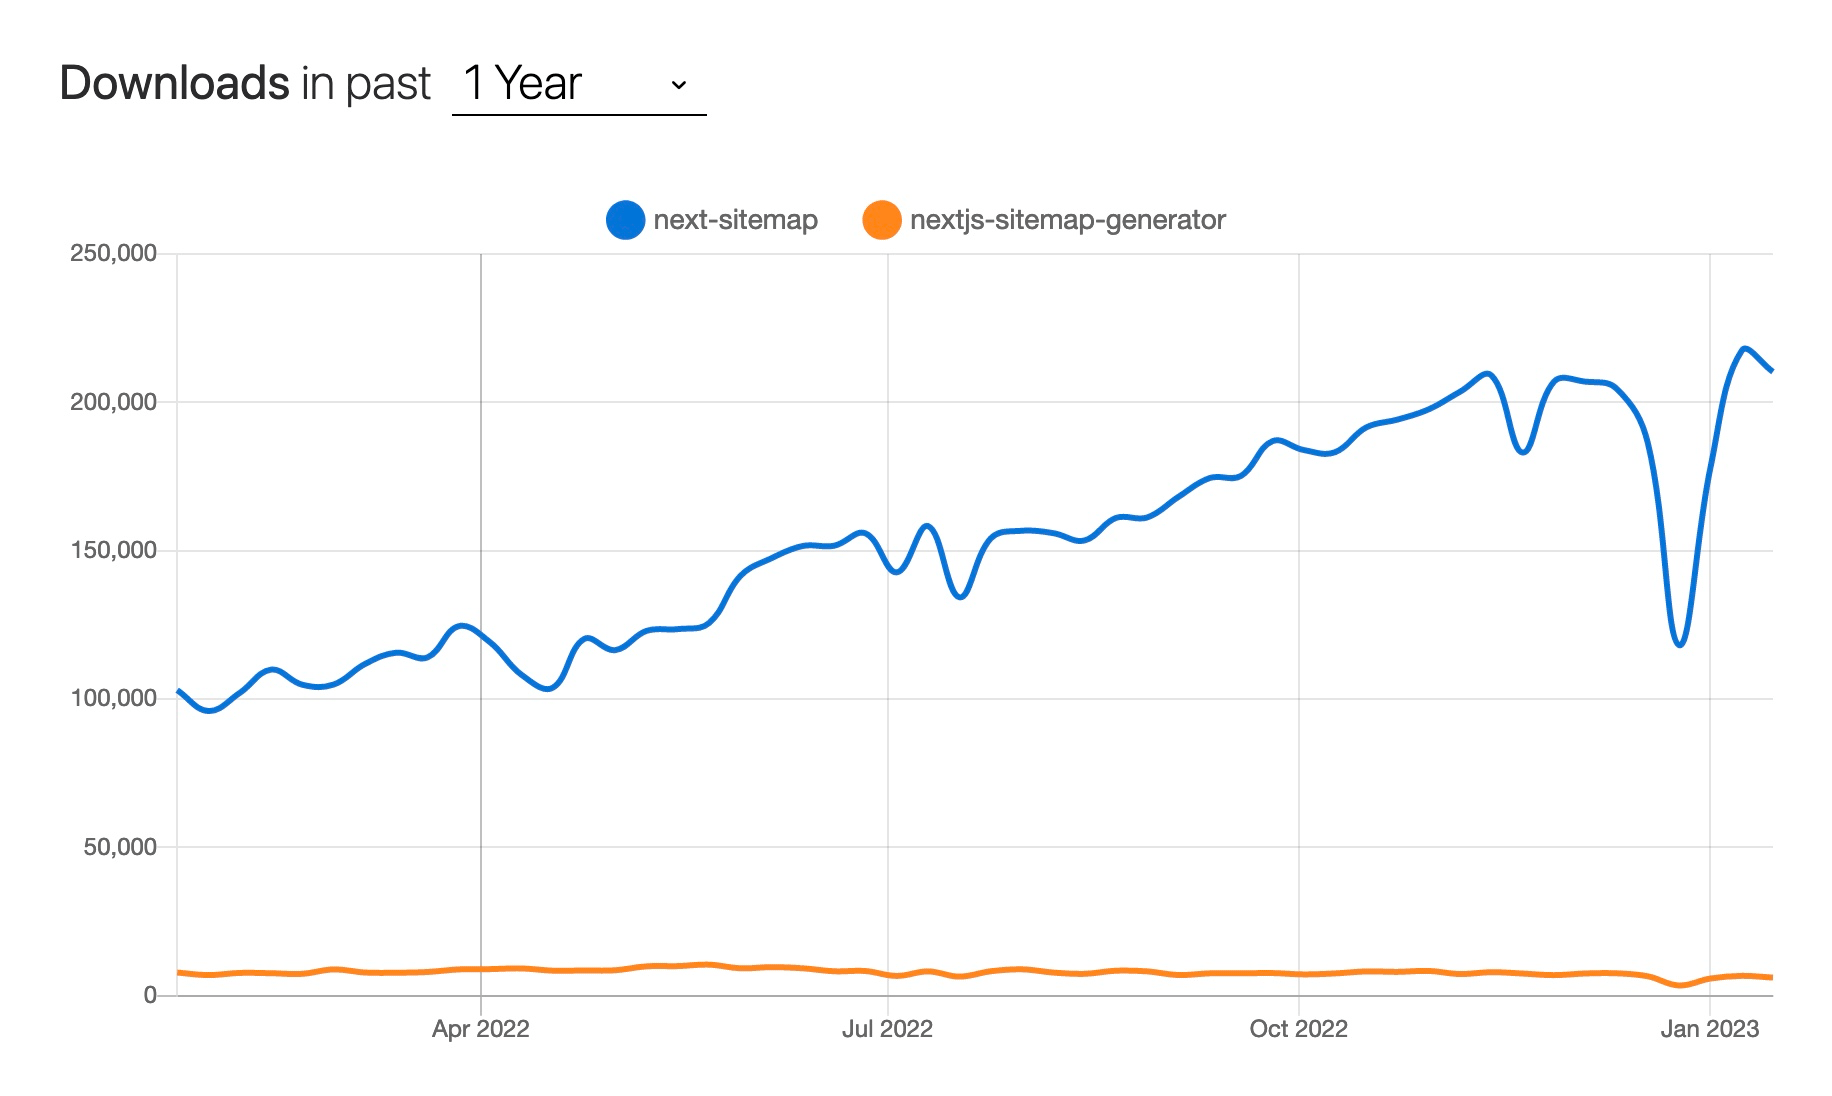 Downloads in past 1 Year
next-sitemap nextjs-sitemap-generator
250,000
200,000
150,000
100,000
50,000
0
Apr 2022 Jul 2022 Oct 2022 Jan 2023